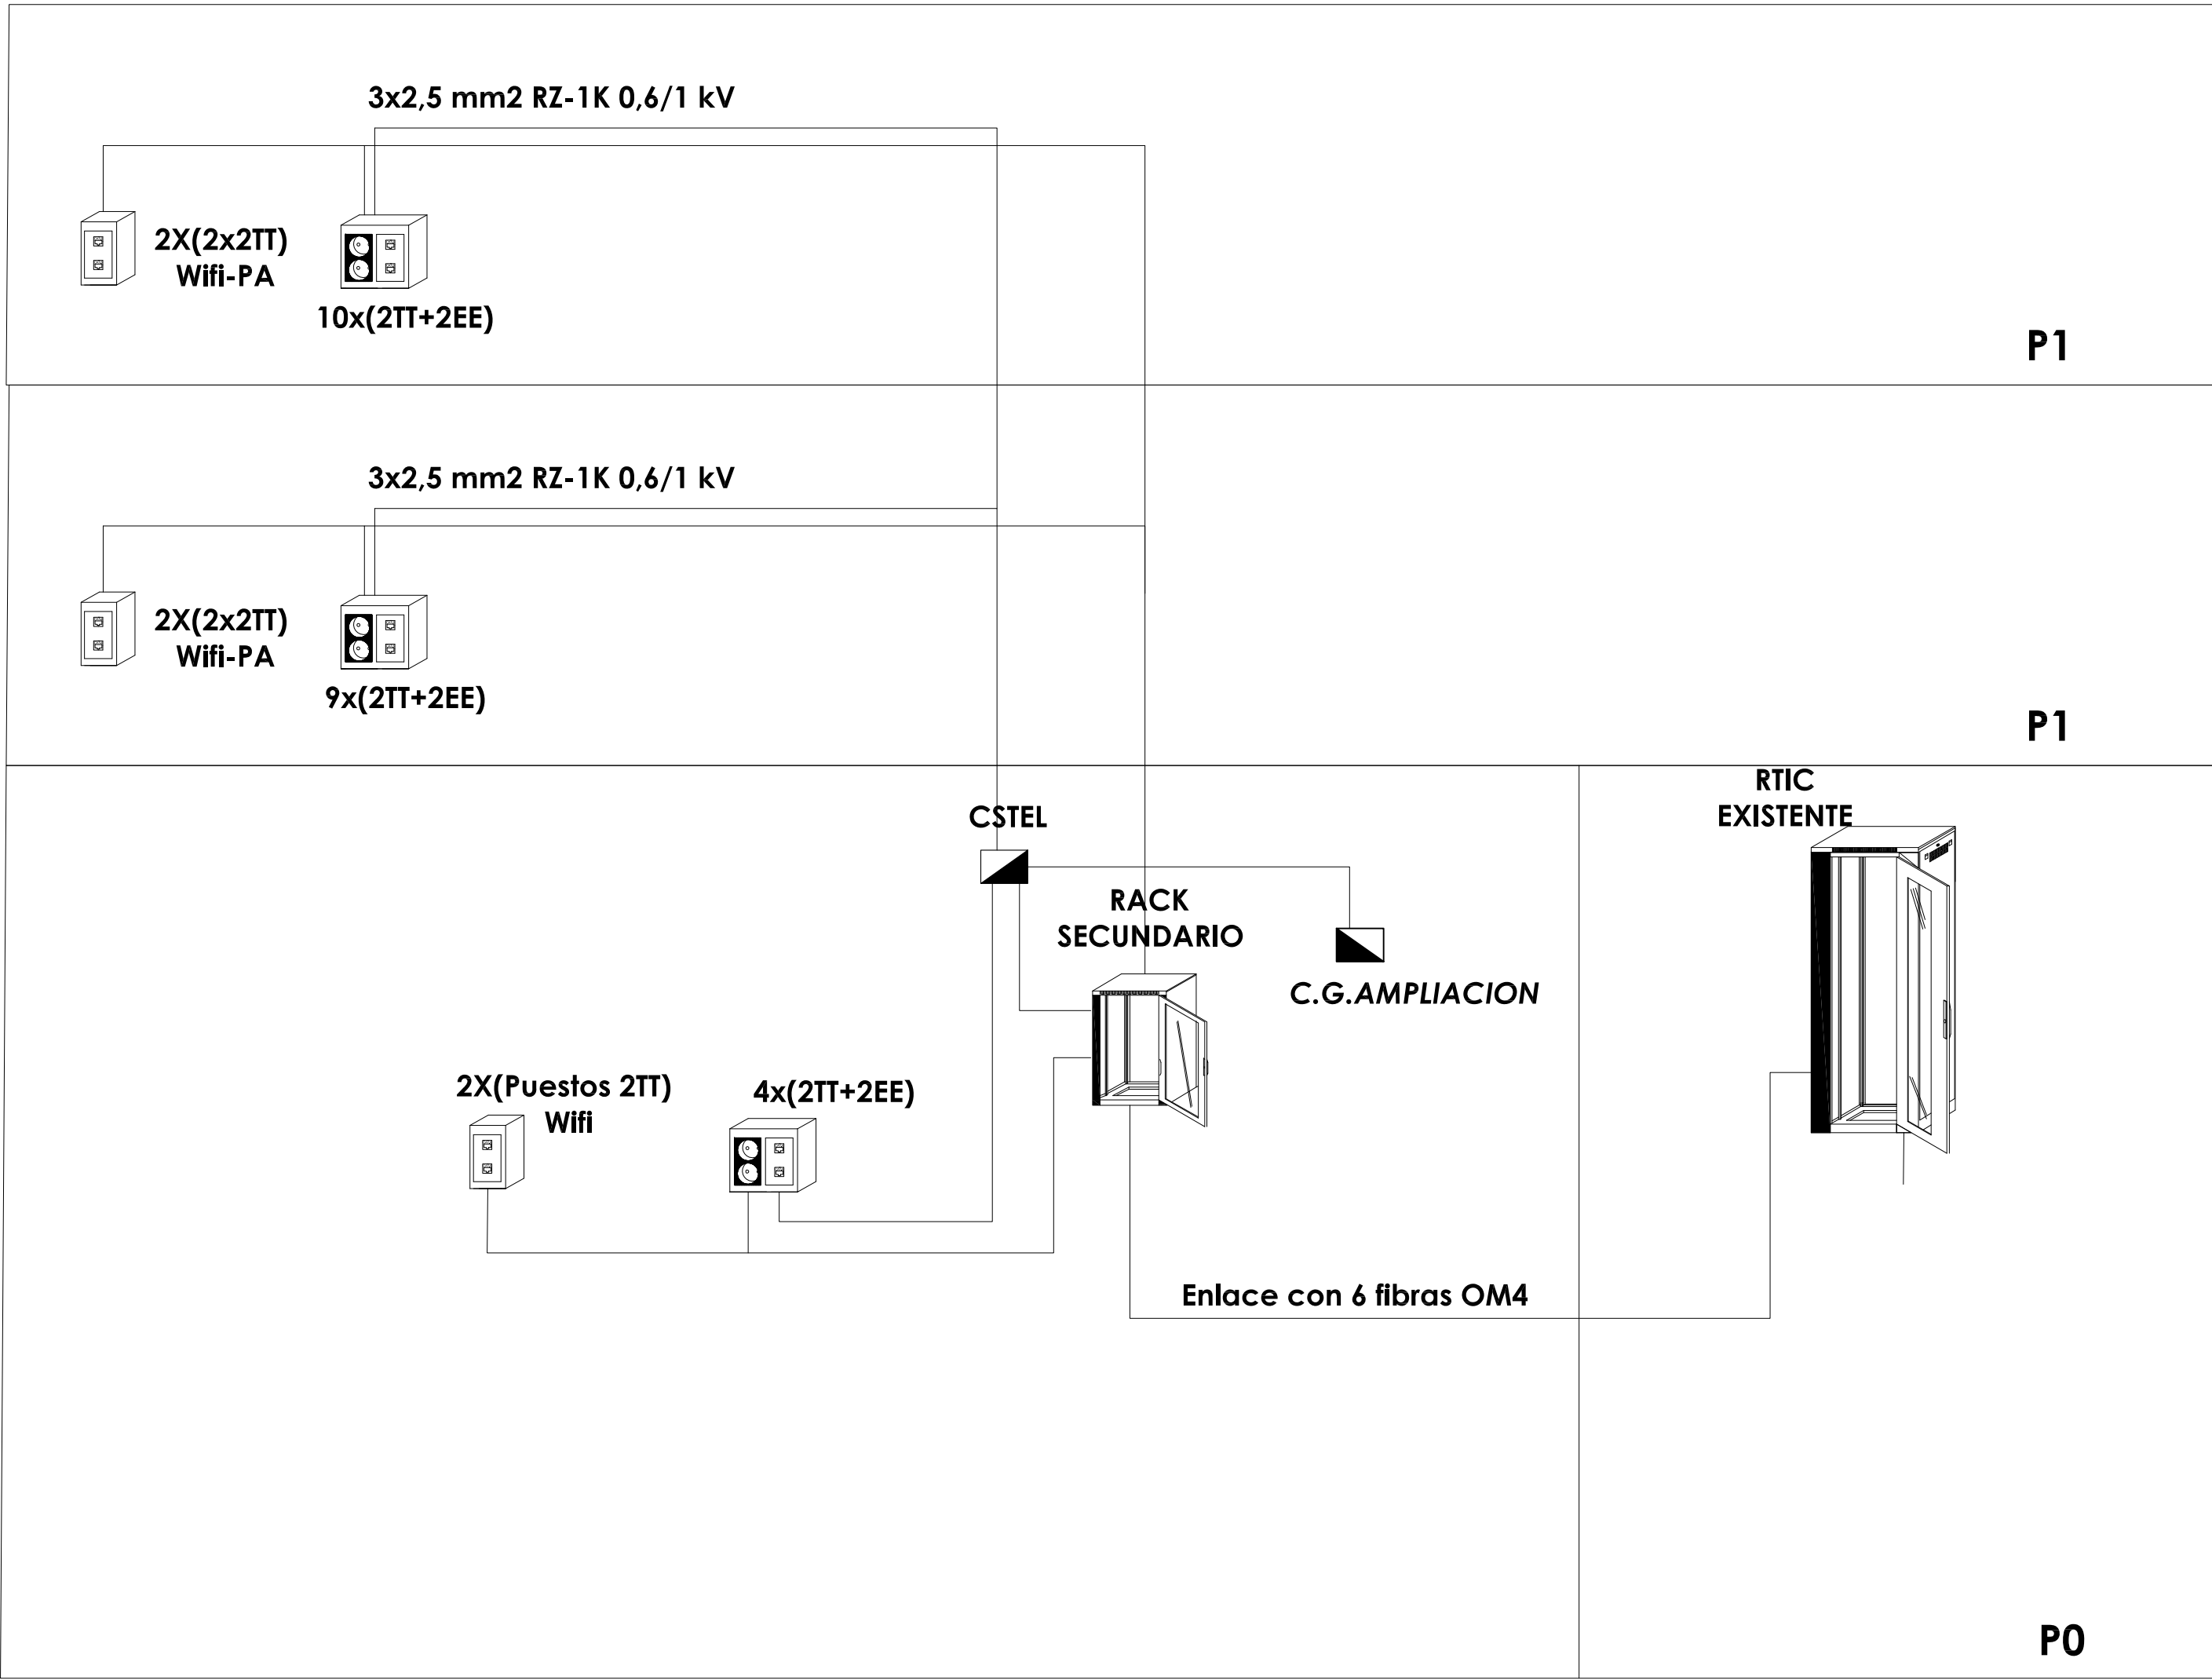 3x2,5 mm2 RZ-1K 0,6/1 kV
2X(2x2TT)
Wifi-PA
10x(2TT+2EE)
P1
3x2,5 mm2 RZ-1K 0,6/1 kV
2X(2x2TT)
Wifi-PA
9x(2TT+2EE)
P1
RTIC
EXISTENTE
CSTEL
RACK
SECUNDARIO
C.G.AMPLIACION
2X(Puestos 2TT)
Wifi
4x(2TT+2EE)
Enlace con 6 fibras OM4
P0